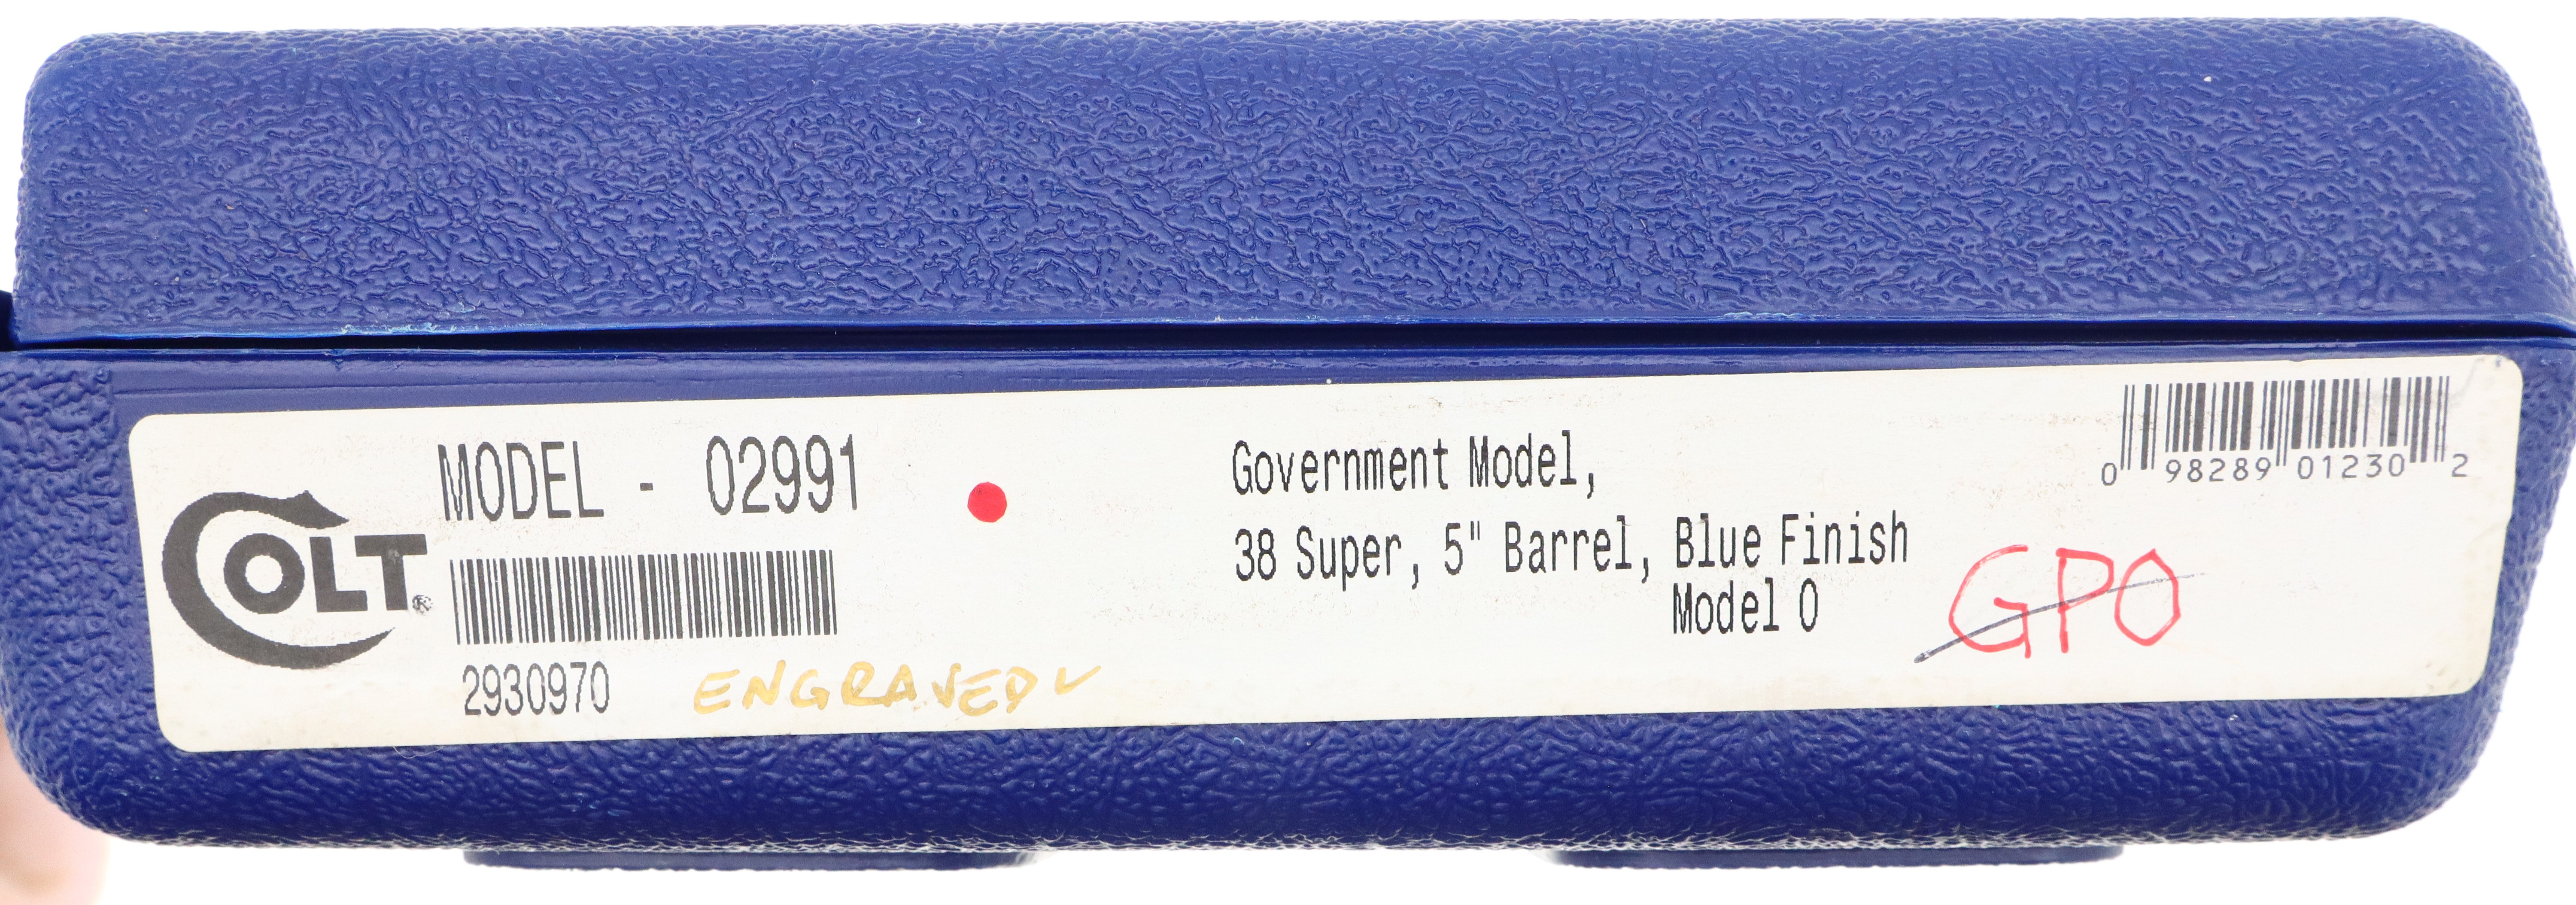 COLT®
MODEL - 02991
2930970
ENGRAVED ✓
Government Model,
38 Super, 5" Barrel, Blue Finish
Model O
GPO
0 98289 01230 2